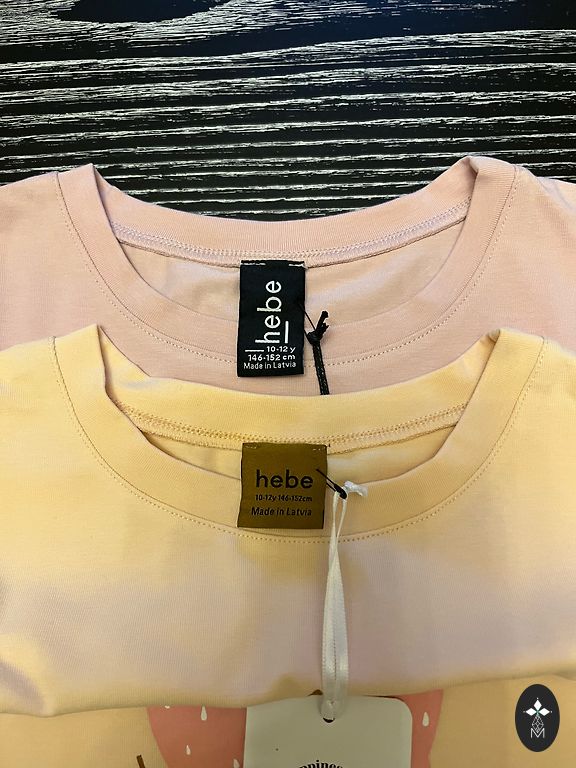 hebe
10-12 y
146-152 cm
Made in Latvia
hebe
10-12y 146-152cm
Made in Latvia
M